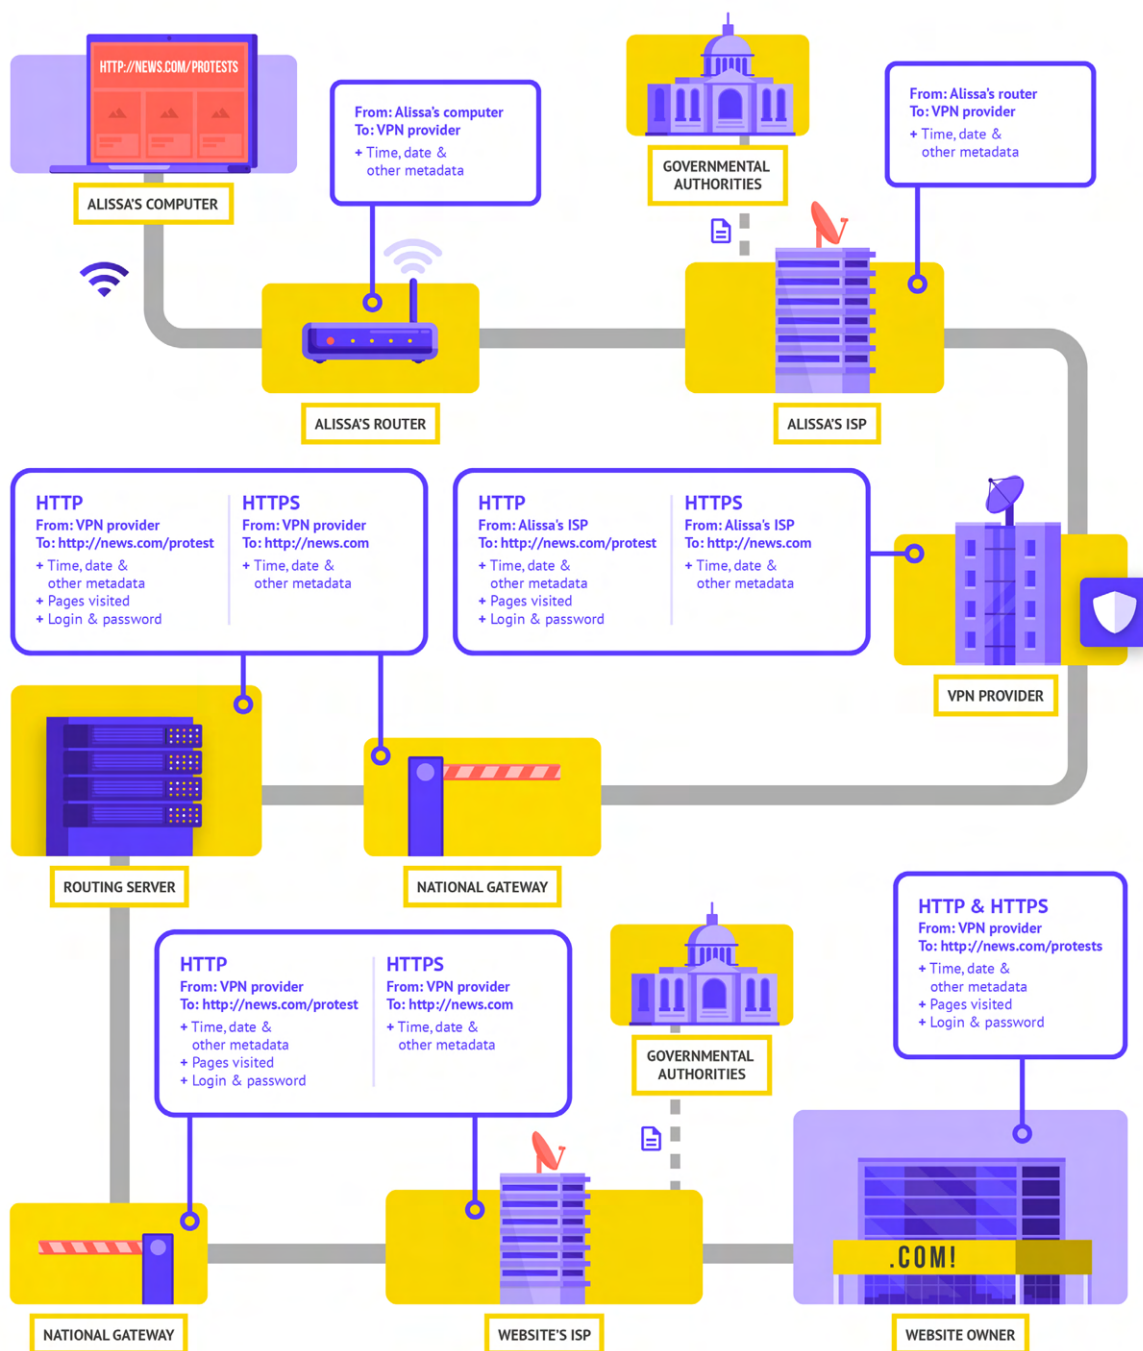 HTTP://NEWS.COM/PROTESTS
ALISSA'S COMPUTER
From: Alissa's computer
To: VPN provider
+ Time, date &
other metadata
GOVERNMENTAL
AUTHORITIES
From: Alissa's router
To: VPN provider
+ Time, date &
other metadata
ALISSA'S ROUTER
ALISSA'S ISP
HTTP
From: VPN provider
To: http://news.com/protest
+ Time, date &
other metadata
+ Pages visited
+ Login & password
HTTPS
From: VPN provider
To: http://news.com
+ Time, date &
other metadata
HTTP
From: Alissa's ISP
To: http://news.com/protest
+ Time, date &
other metadata
+ Pages visited
+ Login & password
HTTPS
From: Alissa's ISP
To: http://news.com
+ Time, date &
other metadata
VPN PROVIDER
ROUTING SERVER
NATIONAL GATEWAY
HTTP
From: VPN provider
To: http://news.com/protest
+ Time, date &
other metadata
+ Pages visited
+ Login & password
HTTPS
From: VPN provider
To: http://news.com
+ Time, date &
other metadata
GOVERNMENTAL
AUTHORITIES
HTTP & HTTPS
From: VPN provider
To: http://news.com/protests
+ Time, date &
other metadata
+ Pages visited
+ Login & password
.COM!
NATIONAL GATEWAY
WEBSITE'S ISP
WEBSITE OWNER